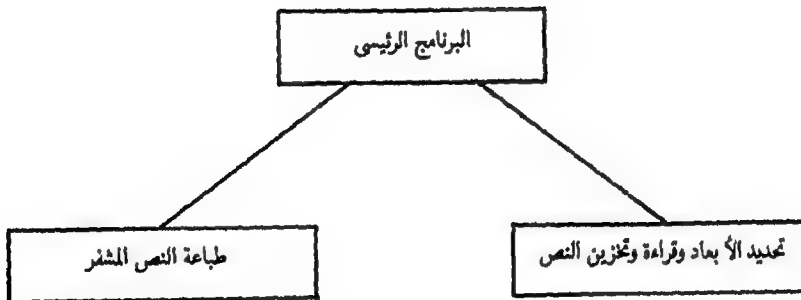 البرنامج الرئيسى
تحديد الأبعاد وقراءة وتخزين النص
طباعة النص المشفر